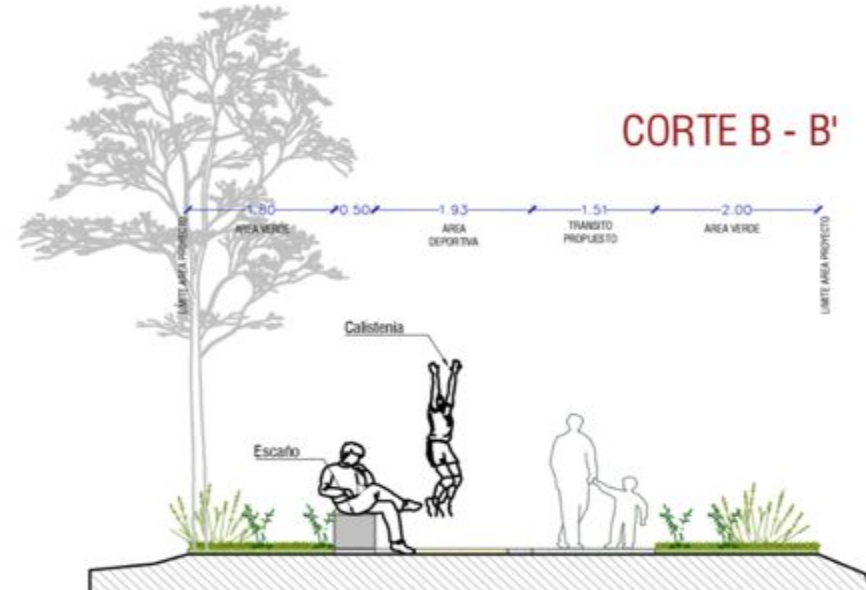 CORTE B - B'
1.80 0.50 1.93 1.51 2.00
AREA VERDE
AREA
DEPORTIVA
TRANSITO
PROPUESTO
AREA VERDE
LIMITE AREA PROYECTO
LIMITE AREA PROYECTO
Calistenia
Escaño